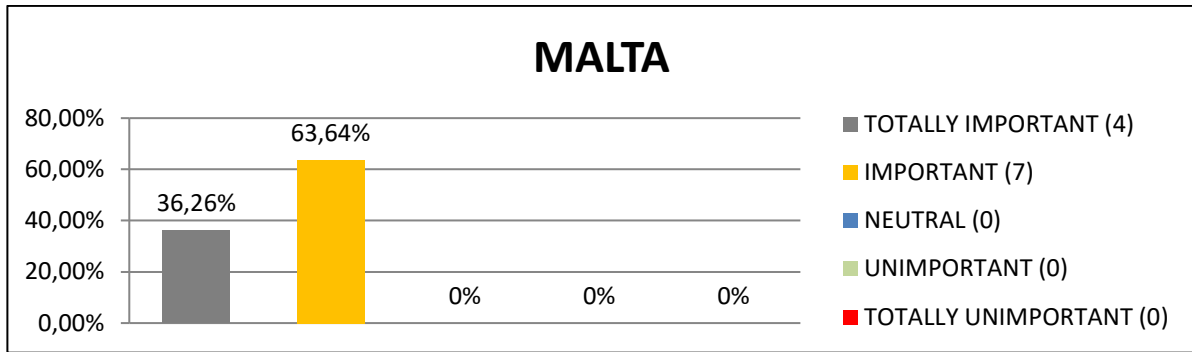 MALTA
80,00%
60,00%
40,00%
20,00%
0,00%
36,26%
63,64%
0%
0%
0%
TOTALLY IMPORTANT (4)
IMPORTANT (7)
NEUTRAL (0)
UNIMPORTANT (0)
TOTALLY UNIMPORTANT (0)